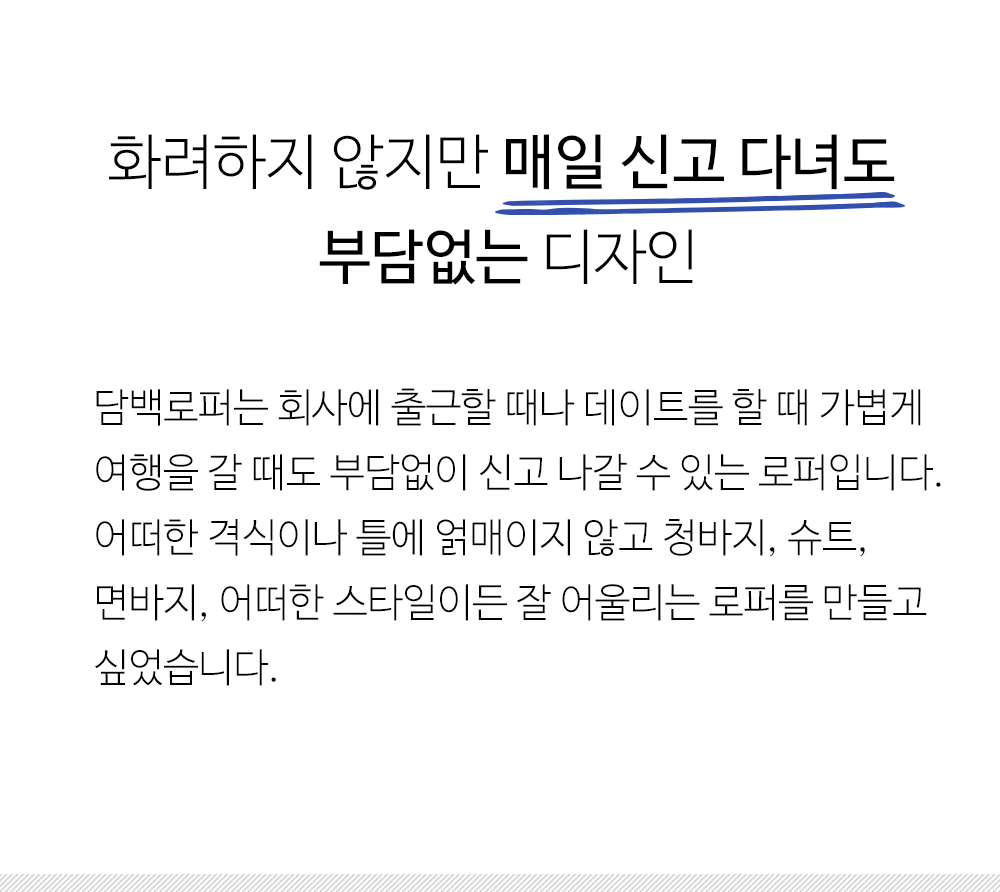 화려하지 않지만 매일 신고 다녀도
부담없는 디자인
담백로퍼는 회사에 출근할 때나 데이트를 할 때 가볍게
여행을 갈 때도 부담없이 신고 나갈 수 있는 로퍼입니다.
어떠한 격식이나 틀에 얽매이지 않고 청바지, 슈트,
면바지, 어떠한 스타일이든 잘 어울리는 로퍼를 만들고
싶었습니다.